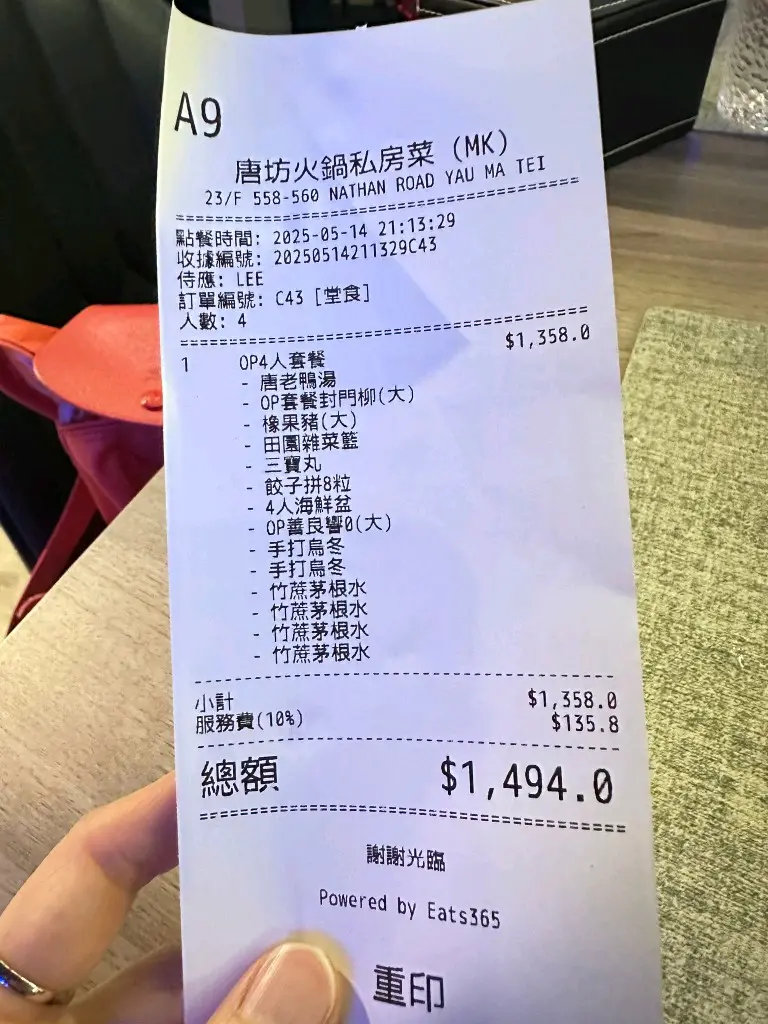 A9
唐坊火鍋私房菜 (MK)
23/F 558-560 NATHAN ROAD YAU MA TEI
點餐時間: 2025-05-14 21:13:29
收據編號: 20250514211329C43
侍應: LEE
訂單編號: C43 [堂食]
人數: 4
1 OP4人套餐 $1,358.0
- 唐老鴨湯
- OP套餐封門柳(大)
- 橡果豬(大)
- 田園雜菜籃
- 三寶丸
- 餃子拼8粒
- 4人海鮮盆
- OP善良響0(大)
- 手打烏冬
- 手打烏冬
- 竹蔗茅根水
- 竹蔗茅根水
- 竹蔗茅根水
- 竹蔗茅根水
小計 $1,358.0
服務費(10%) $135.8
總額 $1,494.0
謝謝光臨
Powered by Eats365
重印